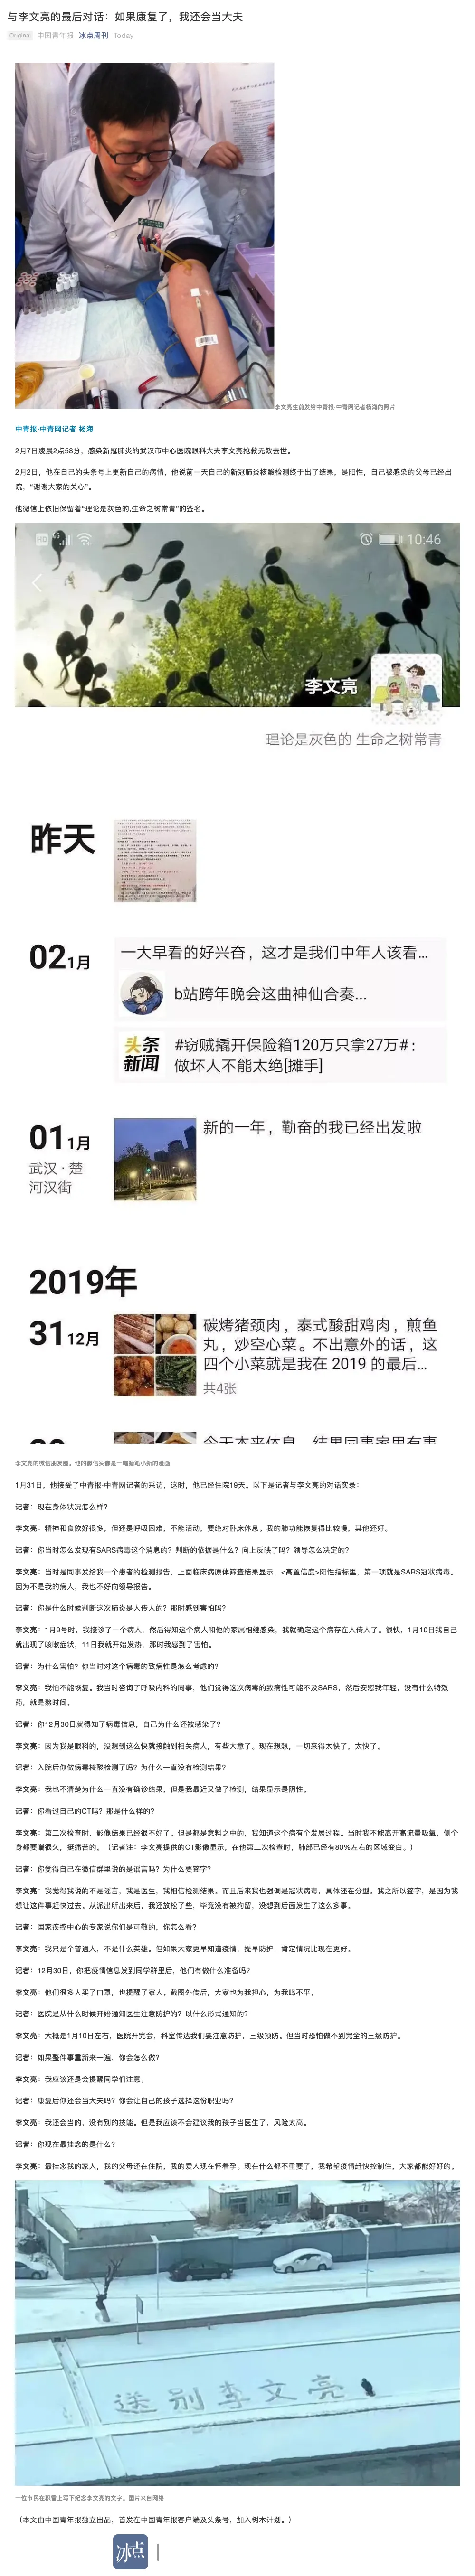 与李文亮的最后对话：如果康复了，我还会当大夫
Original 中国青年报 冰点周刊 Today
李文亮生前发给中青报·中青网记者杨海的照片
中青报·中青网记者 杨海
2月7日凌晨2点58分，感染新冠肺炎的武汉市中心医院眼科大夫李文亮抢救无效去世。
2月2日，他在自己的头条号上更新自己的病情，他说前一天自己的新冠肺炎核酸检测终于出了结果，是阳性，自己被感染的父母已经出
院，“谢谢大家的关心”。
他微信上依旧保留着“理论是灰色的,生命之树常青”的签名。
10:46
李文亮
理论是灰色的 生命之树常青
昨天
02 1月
一大早看的好兴奋，这才是我们中年人该看...
b站跨年晚会这曲神仙合奏...
头条
新闻
#窃贼撬开保险箱120万只拿27万#：
做坏人不能太绝[摊手]
01 1月
武汉 · 楚
河汉街
新的一年，勤奋的我已经出发啦
2019年
31 12月
碳烤猪颈肉，泰式酸甜鸡肉，煎鱼
丸，炒空心菜。不出意外的话，这
四个小菜就是我在 2019 的最后...
共4张
今天本来休息，结果同事家里有事
李文亮的微信朋友圈。他的微信头像是一幅蜡笔小新的漫画
1月31日，他接受了中青报·中青网记者的采访，这时，他已经住院19天。以下是记者与李文亮的对话实录：
记者：现在身体状况怎么样？
李文亮：精神和食欲好很多，但还是呼吸困难，不能活动，要绝对卧床休息。我的肺功能恢复得比较慢，其他还好。
记者：你当时怎么发现有SARS病毒这个消息的？判断的依据是什么？向上反映了吗？领导怎么决定的？
李文亮：当时是同事发给我一个患者的检测报告，上面临床病原体筛查结果显示，<高置信度>阳性指标里，第一项就是SARS冠状病毒。
因为不是我的病人，我也不好向领导报告。
记者：你是什么时候判断这次肺炎是人传人的？那时感到害怕吗？
李文亮：1月9号时，我接诊了一个病人，然后得知这个病人和他的家属相继感染，我就确定这个病存在人传人了。很快，1月10日我自己
就出现了咳嗽症状，11日我就开始发热，那时我感到了害怕。
记者：为什么害怕？你当时对这个病毒的致病性是怎么考虑的？
李文亮：我怕不能恢复。我当时咨询了呼吸内科的同事，他们觉得这次病毒的致病性可能不及SARS，然后安慰我年轻，没有什么特效
药，就是熬时间。
记者：你12月30日就得知了病毒信息，自己为什么还被感染了？
李文亮：因为我是眼科的，没想到这么快就接触到相关病人，有些大意了。现在想想，一切来得太快了，太快了。
记者：入院后你做病毒核酸检测了吗？为什么一直没有检测结果？
李文亮：我也不清楚为什么一直没有确诊结果，但是我最近又做了检测，结果显示是阴性。
记者：你看过自己的CT吗？那是什么样的？
李文亮：第二次检查时，影像结果已经很不好了。但是都是意料之中的，我知道这个病有个发展过程。当时我不能离开高流量吸氧，侧个
身都要喘很久，挺痛苦的。（记者注：李文亮提供的CT影像显示，在他第二次检查时，肺部已经有80%左右的区域变白。）
记者：你觉得自己在微信群里说的是谣言吗？为什么要签字？
李文亮：我觉得我说的不是谣言，我是医生，我相信检测结果。而且后来我也强调是冠状病毒，具体还在分型。我之所以签字，是因为我
想让这件事赶快过去。从派出所出来后，我还放松了些，毕竟没有被拘留，没想到后面发生了这么多事。
记者：国家疾控中心的专家说你们是可敬的，你怎么看？
李文亮：我只是个普通人，不是什么英雄。但如果大家更早知道疫情，提早防护，肯定情况比现在更好。
记者：12月30日，你把疫情信息发到同学群里后，他们有做什么准备吗？
李文亮：他们很多人买了口罩，也提醒了家人。截图外传后，大家也为我担心，为我鸣不平。
记者：医院是从什么时候开始通知医生注意防护的？以什么形式通知的？
李文亮：大概是1月10日左右，医院开完会，科室传达我们要注意防护，三级预防。但当时恐怕做不到完全的三级防护。
记者：如果整件事重新来一遍，你会怎么做？
李文亮：我应该还是会提醒同学们注意。
记者：康复后你还会当大夫吗？你会让自己的孩子选择这份职业吗？
李文亮：我还会当的，没有别的技能。但是我应该不会建议我的孩子当医生了，风险太高。
记者：你现在最挂念的是什么？
李文亮：最挂念我的家人，我的父母还在住院，我的爱人现在怀着孕。现在什么都不重要了，我希望疫情赶快控制住，大家都能好好的。
送别李文亮
一位市民在积雪上写下纪念李文亮的文字。图片来自网络
（本文由中国青年报独立出品，首发在中国青年报客户端及头条号，加入树木计划。）
冰点